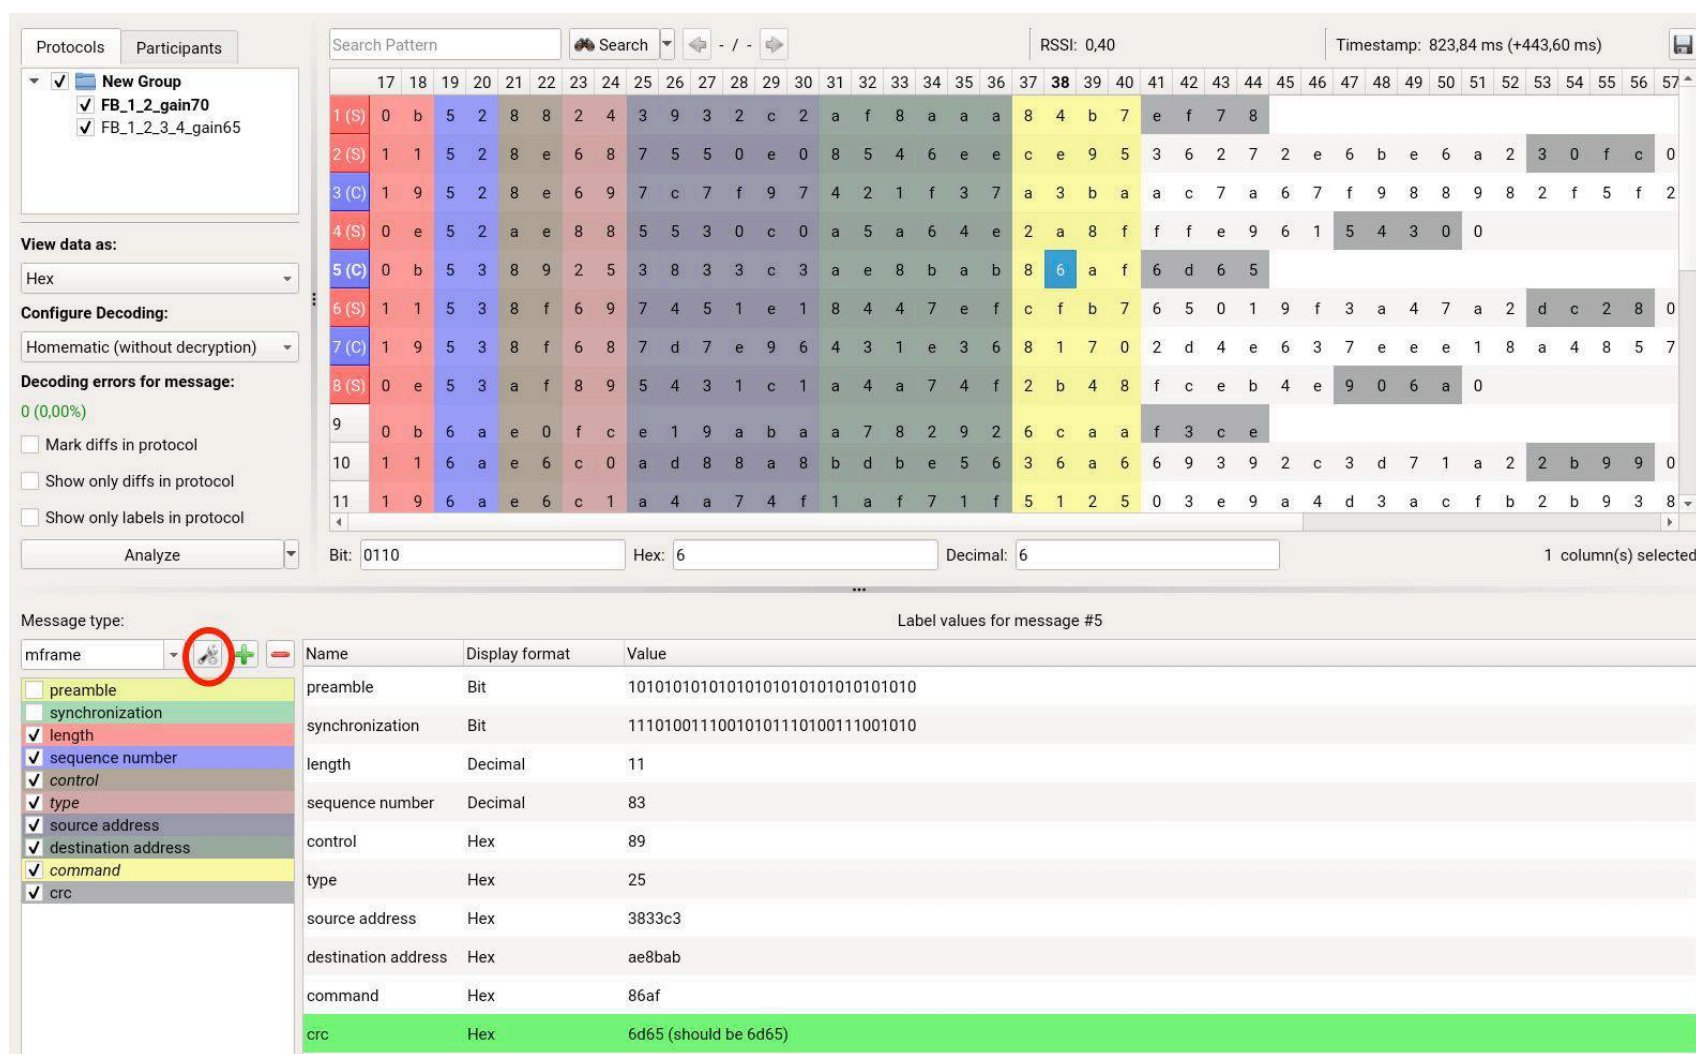 Protocols Participants
New Group
FB_1_2_gain70
FB_1_2_3_4_gain65
View data as:
Hex
Configure Decoding:
Homematic (without decryption)
Decoding errors for message:
0 (0,00%)
Mark diffs in protocol
Show only diffs in protocol
Show only labels in protocol
Analyze
Search Pattern Search - / - RSSI: 0,40 Timestamp: 823,84 ms (+443,60 ms)
17 18 19 20 21 22 23 24 25 26 27 28 29 30 31 32 33 34 35 36 37 38 39 40 41 42 43 44 45 46 47 48 49 50 51 52 53 54 55 56 57
1 (S) 0 b 5 2 8 8 2 4 3 9 3 2 c 2 a f 8 a a a 8 4 b 7 e f 7 8
2 (S) 1 1 5 2 8 e 6 8 7 5 5 0 e 0 8 5 4 6 e e c e 9 5 3 6 2 7 2 e 6 b e 6 a 2 3 0 f c 0
3 (C) 1 9 5 2 8 e 6 9 7 c 7 f 9 7 4 2 1 f 3 7 a 3 b a a c 7 a 6 7 f 9 8 8 9 8 2 f 5 f 2
4 (S) 0 e 5 2 a e 8 8 5 5 3 0 c 0 a 5 a 6 4 e 2 a 8 f f f e 9 6 1 5 4 3 0 0
5 (C) 0 b 5 3 8 9 2 5 3 8 3 3 c 3 a e 8 b a b 8 6 a f 6 d 6 5
6 (S) 1 1 5 3 8 f 6 9 7 4 5 1 e 1 8 4 4 7 e f c f b 7 6 5 0 1 9 f 3 a 4 7 a 2 d c 2 8 0
7 (C) 1 9 5 3 8 f 6 8 7 d 7 e 9 6 4 3 1 e 3 6 8 1 7 0 2 d 4 e 6 3 7 e e e 1 8 a 4 8 5 7
8 (S) 0 e 5 3 a f 8 9 5 4 3 1 c 1 a 4 a 7 4 f 2 b 4 8 f c e b 4 e 9 0 6 a 0
9 0 b 6 a e 0 f c e 1 9 a b a a 7 8 2 9 2 6 c a a f 3 c e
10 1 1 6 a e 6 c 0 a d 8 8 a 8 b d b e 5 6 3 6 a 6 6 9 3 9 2 c 3 d 7 1 a 2 2 b 9 9 0
11 1 9 6 a e 6 c 1 a 4 a 7 4 f 1 a f 7 1 f 5 1 2 5 0 3 e 9 a 4 d 3 a c f b 2 b 9 3 8
Bit: 0110 Hex: 6 Decimal: 6 1 column(s) selected
Message type:
mframe
preamble
synchronization
length
sequence number
control
type
source address
destination address
command
crc
Label values for message #5
Name Display format Value
preamble Bit 10101010101010101010101010101010
synchronization Bit 11101001110010101110100111001010
length Decimal 11
sequence number Decimal 83
control Hex 89
type Hex 25
source address Hex 3833c3
destination address Hex ae8bab
command Hex 86af
crc Hex 6d65 (should be 6d65)